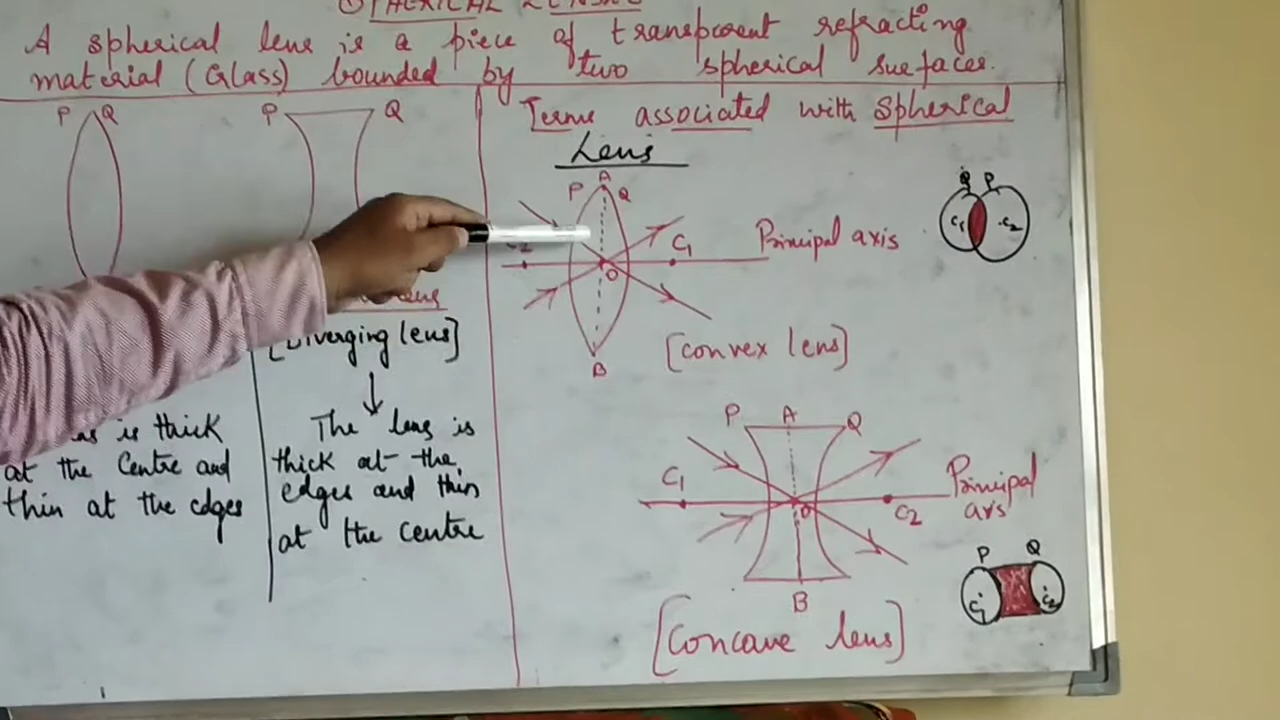 ① SPHERICAL LENSES
A spherical lens is a piece of transparent refracting
material (Glass) bounded by two spherical surfaces.
P Q
P Q
[Diverging lens]
is thick
at the Centre and
thin at the edges
The lens is
thick at the
edges and thin
at the centre
Terms associated with Spherical
Lens
P A Q
C1
O
B
Principal axis
[Convex lens]
Q P
C1 C2
P A Q
C1
O
C2
B
Principal
axis
[Concave lens]
P Q
C1 C2